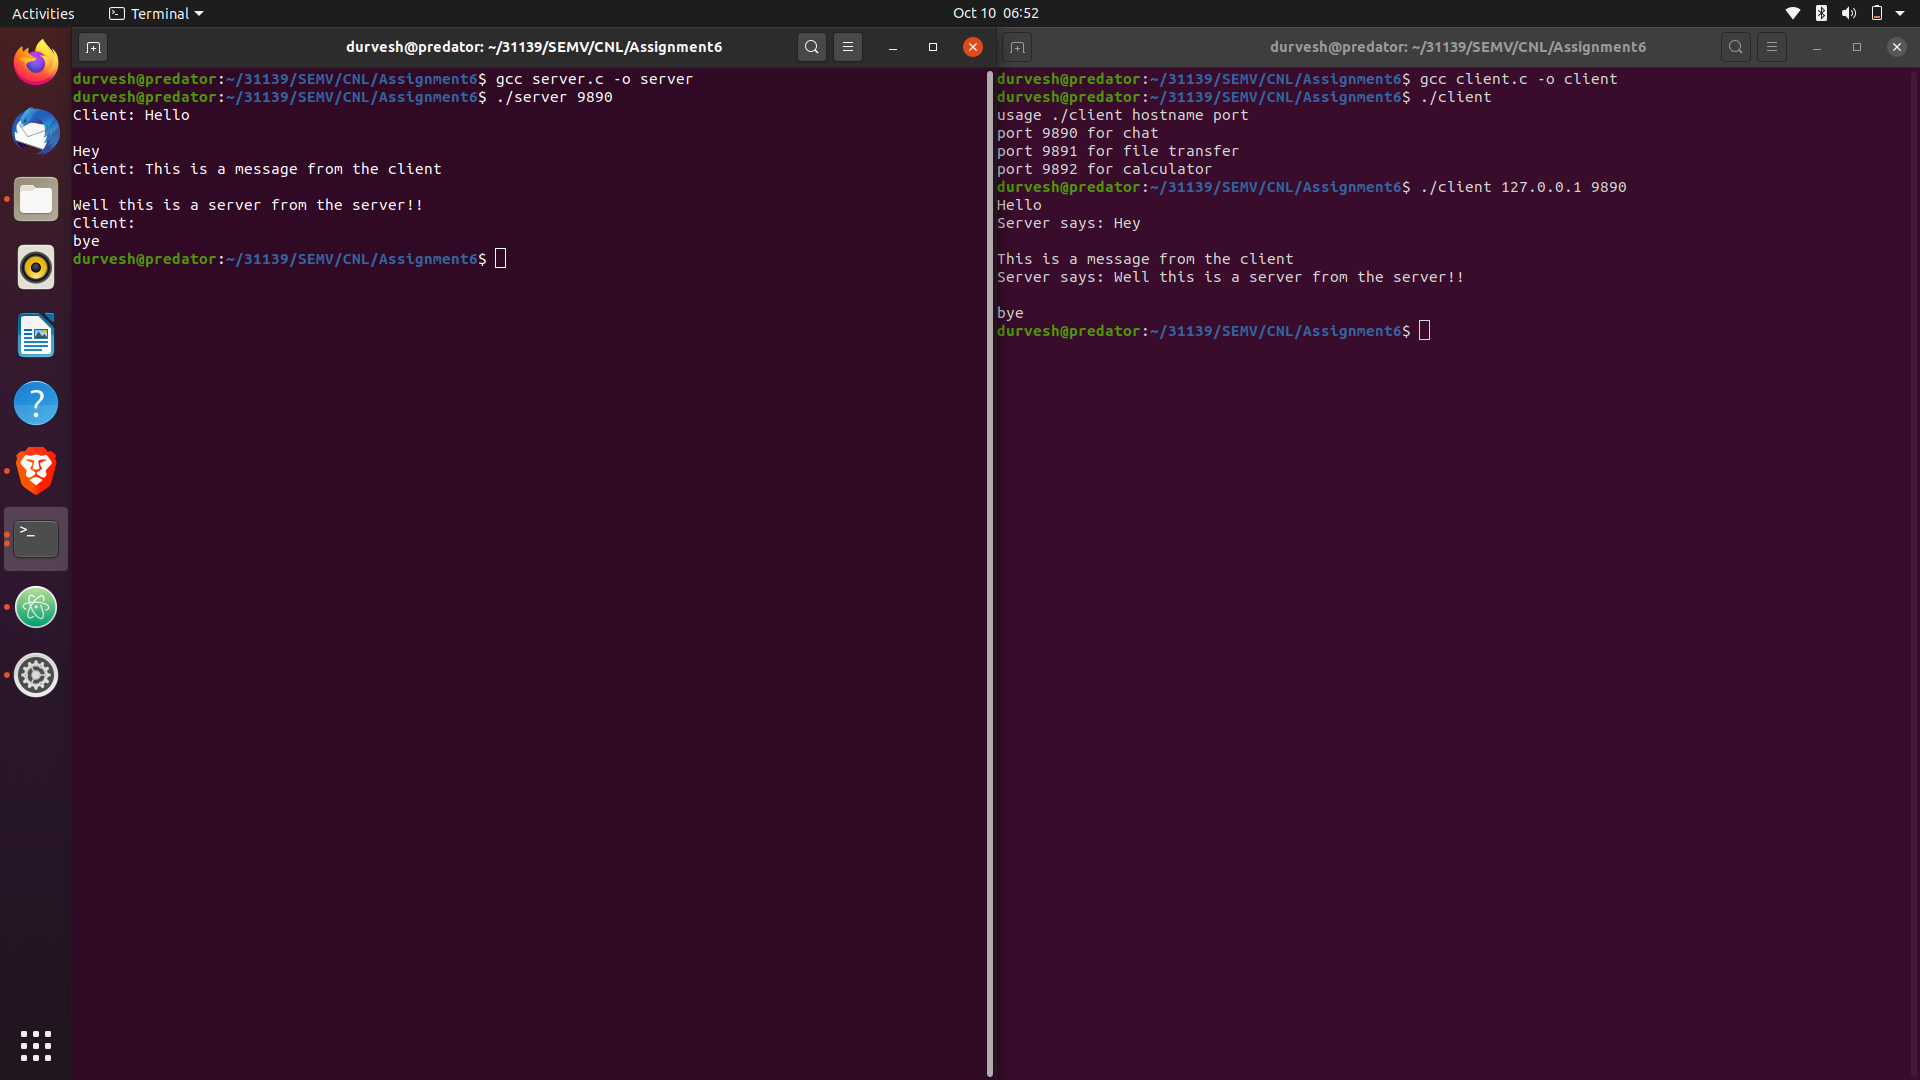 Activities
Terminal
Oct 10 06:52
durvesh@predator: ~/31139/SEMV/CNL/Assignment6
durvesh@predator:~/31139/SEMV/CNL/Assignment6$ gcc server.c -o server
durvesh@predator:~/31139/SEMV/CNL/Assignment6$ ./server 9890
Client: Hello
Hey
Client: This is a message from the client
Well this is a server from the server!!
Client:
bye
durvesh@predator:~/31139/SEMV/CNL/Assignment6$
durvesh@predator: ~/31139/SEMV/CNL/Assignment6
durvesh@predator:~/31139/SEMV/CNL/Assignment6$ gcc client.c -o client
durvesh@predator:~/31139/SEMV/CNL/Assignment6$ ./client
usage ./client hostname port
port 9890 for chat
port 9891 for file transfer
port 9892 for calculator
durvesh@predator:~/31139/SEMV/CNL/Assignment6$ ./client 127.0.0.1 9890
Hello
Server says: Hey
This is a message from the client
Server says: Well this is a server from the server!!
bye
durvesh@predator:~/31139/SEMV/CNL/Assignment6$